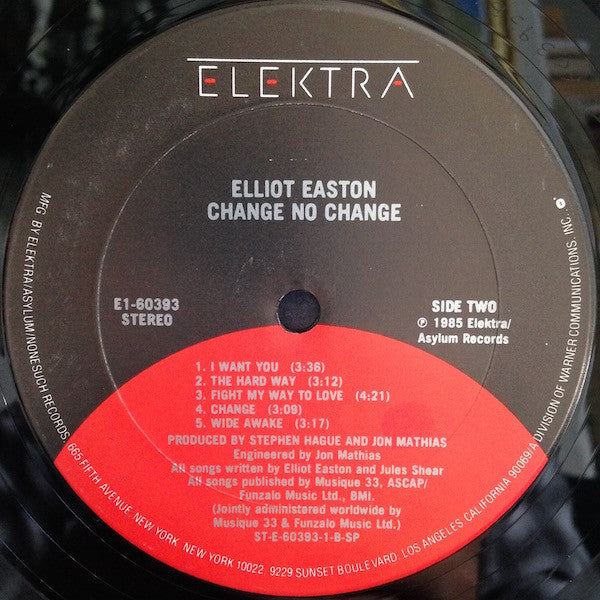 ELEKTRA
ELLIOT EASTON
CHANGE NO CHANGE
E1-60393
STEREO
SIDE TWO
℗ 1985 Elektra/
Asylum Records
1. I WANT YOU (3:36)
2. THE HARD WAY (3:12)
3. FIGHT MY WAY TO LOVE (4:21)
4. CHANGE (3:09)
5. WIDE AWAKE (3:17)
PRODUCED BY STEPHEN HAGUE AND JON MATHIAS
Engineered by Jon Mathias
All songs written by Elliot Easton and Jules Shear
All songs published by Musique 33, ASCAP/
Funzalo Music Ltd., BMI.
(Jointly administered worldwide by
Musique 33 & Funzalo Music Ltd.)
ST-E-60393-1-B-SP
MFG. BY ELEKTRA/ASYLUM/NONESUCH RECORDS, 665 FIFTH AVENUE, NEW YORK, NEW YORK 10022 9229 SUNSET BOULEVARD, LOS ANGELES, CALIFORNIA 90069/A DIVISION OF WARNER COMMUNICATIONS, INC.